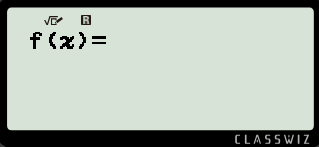 √▯/ R
f(x)=
CLASSWIZ